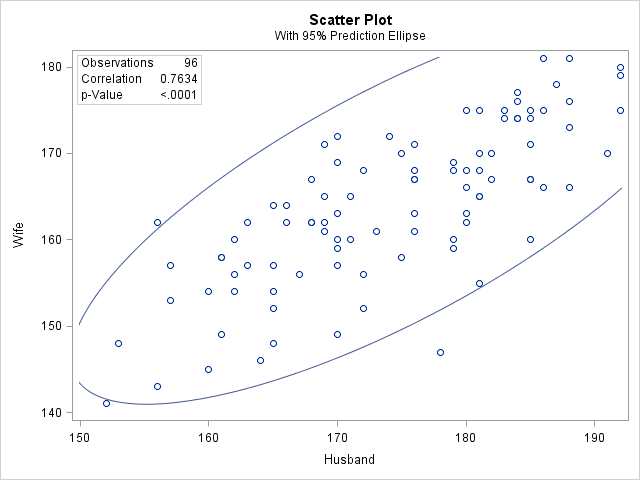 Scatter Plot
With 95% Prediction Ellipse
Observations 96
Correlation 0.7634
p-Value <.0001
180
170
160
150
140
Wife
150 160 170 180 190
Husband